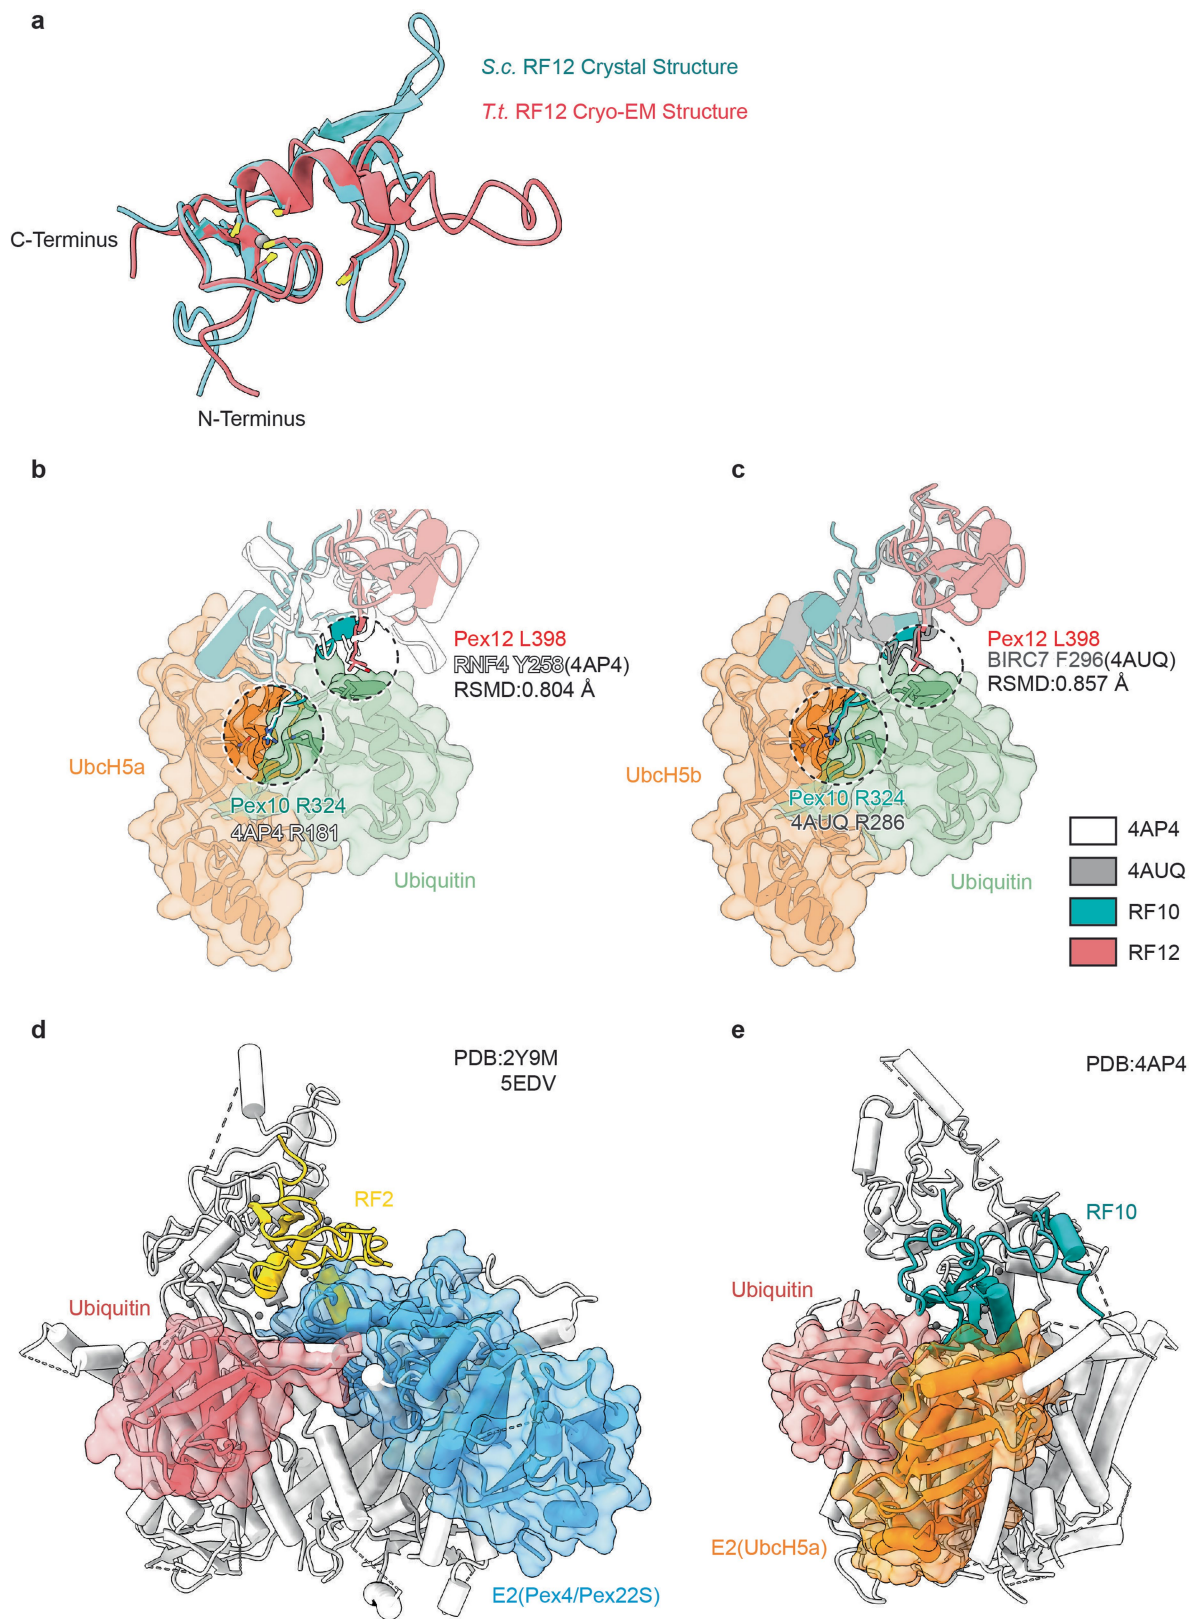 a
S.c. RF12 Crystal Structure
T.t. RF12 Cryo-EM Structure
C-Terminus
N-Terminus
b
Pex12 L398
RNF4 Y258(4AP4)
RSMD:0.804 Å
UbcH5a
Pex10 R324
4AP4 R181
Ubiquitin
c
Pex12 L398
BIRC7 F296(4AUQ)
RSMD:0.857 Å
UbcH5b
Pex10 R324
4AUQ R286
Ubiquitin
4AP4
4AUQ
RF10
RF12
d
PDB:2Y9M
5EDV
RF2
Ubiquitin
E2(Pex4/Pex22S)
e
PDB:4AP4
RF10
Ubiquitin
E2(UbcH5a)